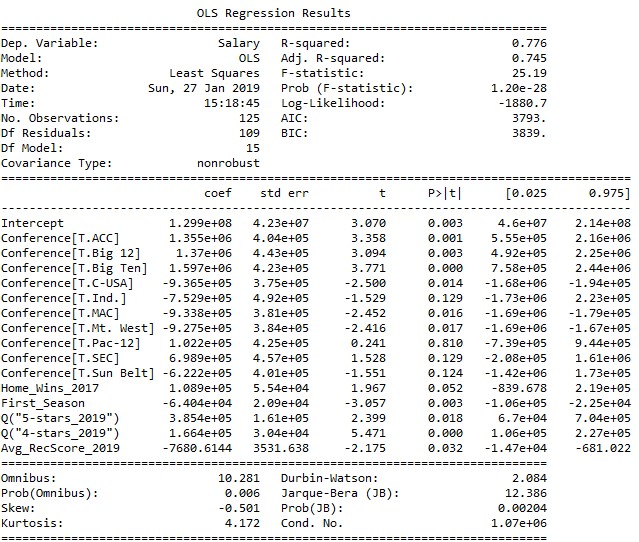 OLS Regression Results
==============================================================================
Dep. Variable: Salary R-squared: 0.776
Model: OLS Adj. R-squared: 0.745
Method: Least Squares F-statistic: 25.19
Date: Sun, 27 Jan 2019 Prob (F-statistic): 1.20e-28
Time: 15:18:45 Log-Likelihood: -1880.7
No. Observations: 125 AIC: 3793.
Df Residuals: 109 BIC: 3839.
Df Model: 15
Covariance Type: nonrobust
==============================================================================
coef std err t P>|t| [0.025 0.975]
------------------------------------------------------------------------------
Intercept 1.299e+08 4.23e+07 3.070 0.003 4.6e+07 2.14e+08
Conference[T.ACC] 1.355e+06 4.04e+05 3.358 0.001 5.55e+05 2.16e+06
Conference[T.Big 12] 1.37e+06 4.43e+05 3.094 0.003 4.92e+05 2.25e+06
Conference[T.Big Ten] 1.597e+06 4.23e+05 3.771 0.000 7.58e+05 2.44e+06
Conference[T.C-USA] -9.365e+05 3.75e+05 -2.500 0.014 -1.68e+06 -1.94e+05
Conference[T.Ind.] -7.529e+05 4.92e+05 -1.529 0.129 -1.73e+06 2.23e+05
Conference[T.MAC] -9.338e+05 3.81e+05 -2.452 0.016 -1.69e+06 -1.79e+05
Conference[T.Mt. West] -9.275e+05 3.84e+05 -2.416 0.017 -1.69e+06 -1.67e+05
Conference[T.Pac-12] 1.022e+05 4.25e+05 0.241 0.810 -7.39e+05 9.44e+05
Conference[T.SEC] 6.989e+05 4.57e+05 1.528 0.129 -2.08e+05 1.61e+06
Conference[T.Sun Belt] -6.222e+05 4.01e+05 -1.551 0.124 -1.42e+06 1.73e+05
Home_Wins_2017 1.089e+05 5.54e+04 1.967 0.052 -839.678 2.19e+05
First_Season -6.404e+04 2.09e+04 -3.057 0.003 -1.06e+05 -2.25e+04
Q("5-stars_2019") 3.854e+05 1.61e+05 2.399 0.018 6.7e+04 7.04e+05
Q("4-stars_2019") 1.664e+05 3.04e+04 5.471 0.000 1.06e+05 2.27e+05
Avg_RecScore_2019 -7680.6144 3531.638 -2.175 0.032 -1.47e+04 -681.022
==============================================================================
Omnibus: 10.281 Durbin-Watson: 2.084
Prob(Omnibus): 0.006 Jarque-Bera (JB): 12.386
Skew: -0.501 Prob(JB): 0.00204
Kurtosis: 4.172 Cond. No. 1.07e+06
==============================================================================